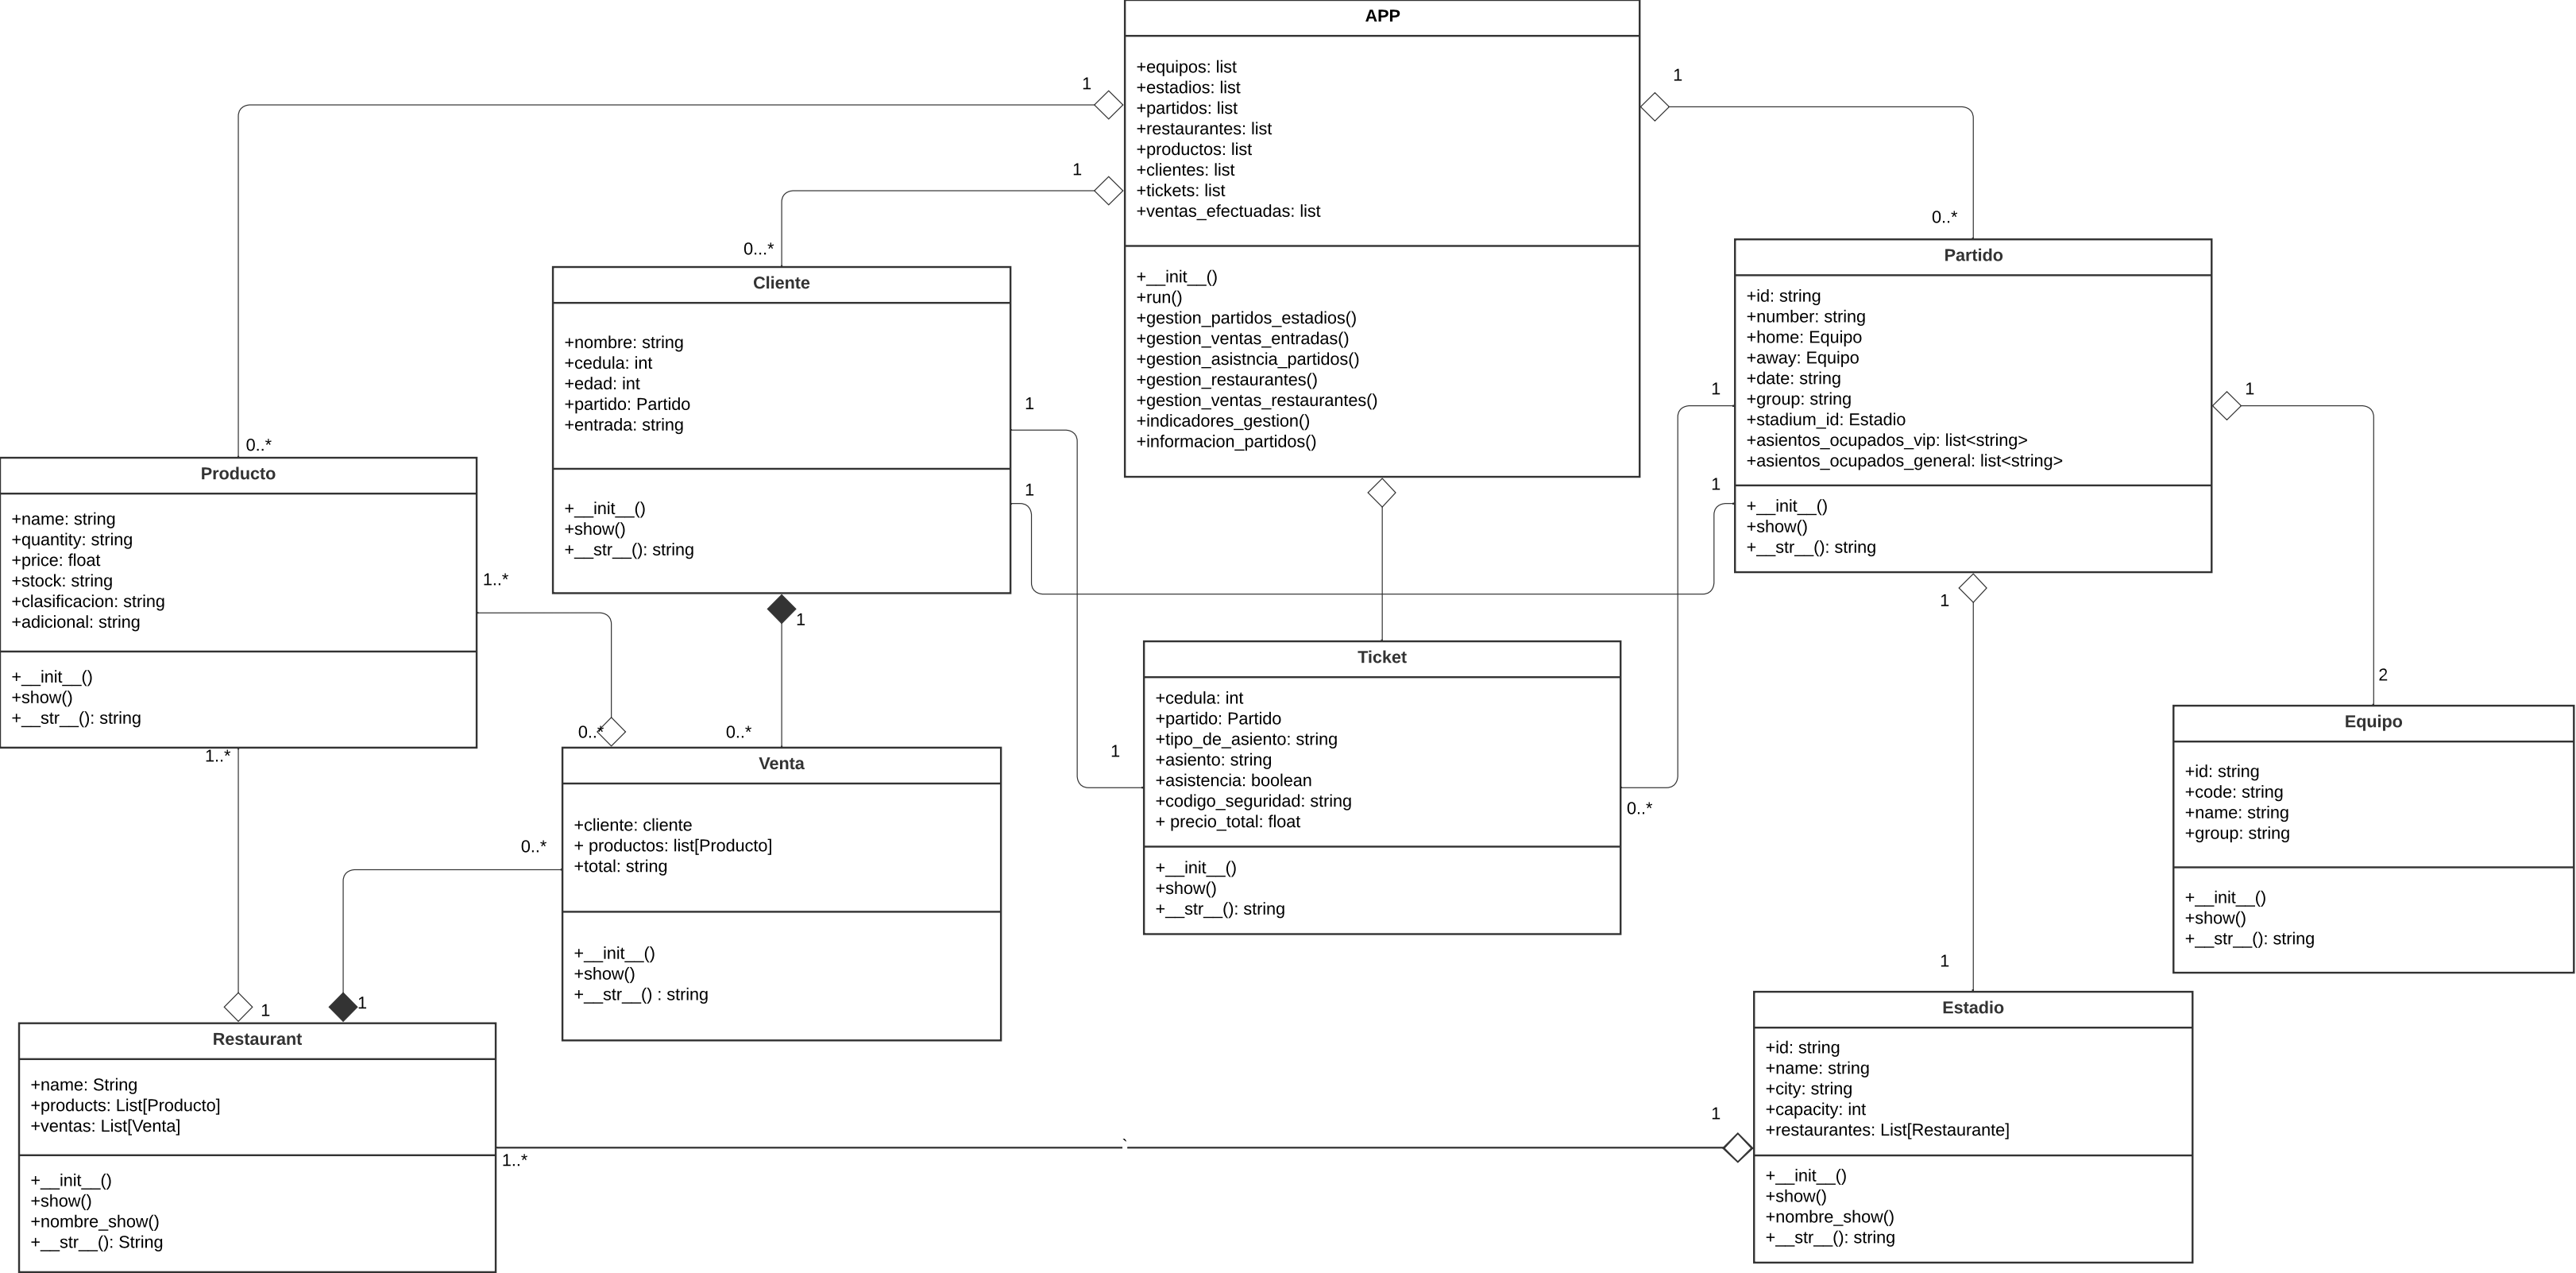 APP
+equipos: list
+estadios: list
+partidos: list
+restaurantes: list
+productos: list
+clientes: list
+tickets: list
+ventas_efectuadas: list
+__init__()
+run()
+gestion_partidos_estadios()
+gestion_ventas_entradas()
+gestion_asistncia_partidos()
+gestion_restaurantes()
+gestion_ventas_restaurantes()
+indicadores_gestion()
+informacion_partidos()
1
1
1
0..*
0...*
0..*
Cliente
+nombre: string
+cedula: int
+edad: int
+partido: Partido
+entrada: string
+__init__()
+show()
+__str__(): string
1
1
1
Partido
+id: string
+number: string
+home: Equipo
+away: Equipo
+date: string
+group: string
+stadium_id: Estadio
+asientos_ocupados_vip: list<string>
+asientos_ocupados_general: list<string>
+__init__()
+show()
+__str__(): string
1
1
1
1
2
Producto
+name: string
+quantity: string
+price: float
+stock: string
+clasificacion: string
+adicional: string
+__init__()
+show()
+__str__(): string
1..*
1..*
0..*
0..*
Venta
+cliente: cliente
+ productos: list[Producto]
+total: string
+__init__()
+show()
+__str__() : string
0..*
Ticket
+cedula: int
+partido: Partido
+tipo_de_asiento: string
+asiento: string
+asistencia: boolean
+codigo_seguridad: string
+ precio_total: float
+__init__()
+show()
+__str__(): string
1
0..*
Equipo
+id: string
+code: string
+name: string
+group: string
+__init__()
+show()
+__str__(): string
1
1
1
Restaurant
+name: String
+products: List[Producto]
+ventas: List[Venta]
+__init__()
+show()
+nombre_show()
+__str__(): String
1..*
`
1
Estadio
+id: string
+name: string
+city: string
+capacity: int
+restaurantes: List[Restaurante]
+__init__()
+show()
+nombre_show()
+__str__(): string